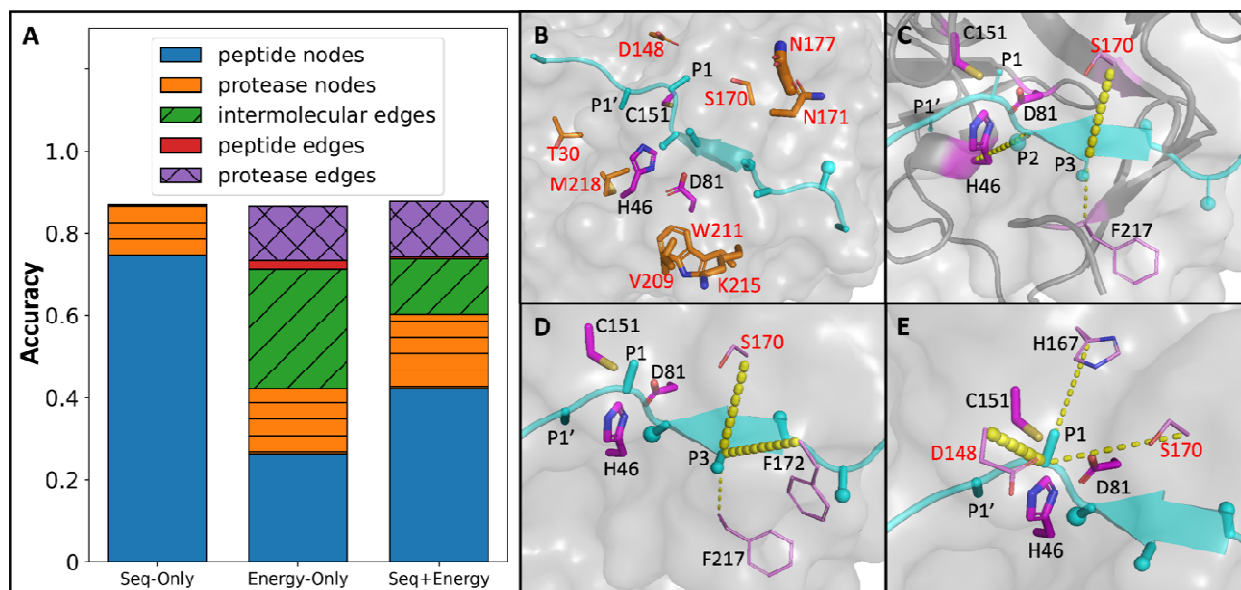 A
peptide nodes
protease nodes
intermolecular edges
peptide edges
protease edges
Accuracy
1.0
0.8
0.6
0.4
0.2
0
Seq-Only
Energy-Only
Seq+Energy
B
D148
N177
P1
S170
P1'
C151
N171
T30
M218
D81
H46
W211
V209
K215
C
C151
S170
P1
P1'
D81
P2
P3
H46
F217
D
C151
S170
P1
D81
P1'
P3
F172
H46
F217
E
H167
C151
P1
D148
S170
D81
P1'
H46